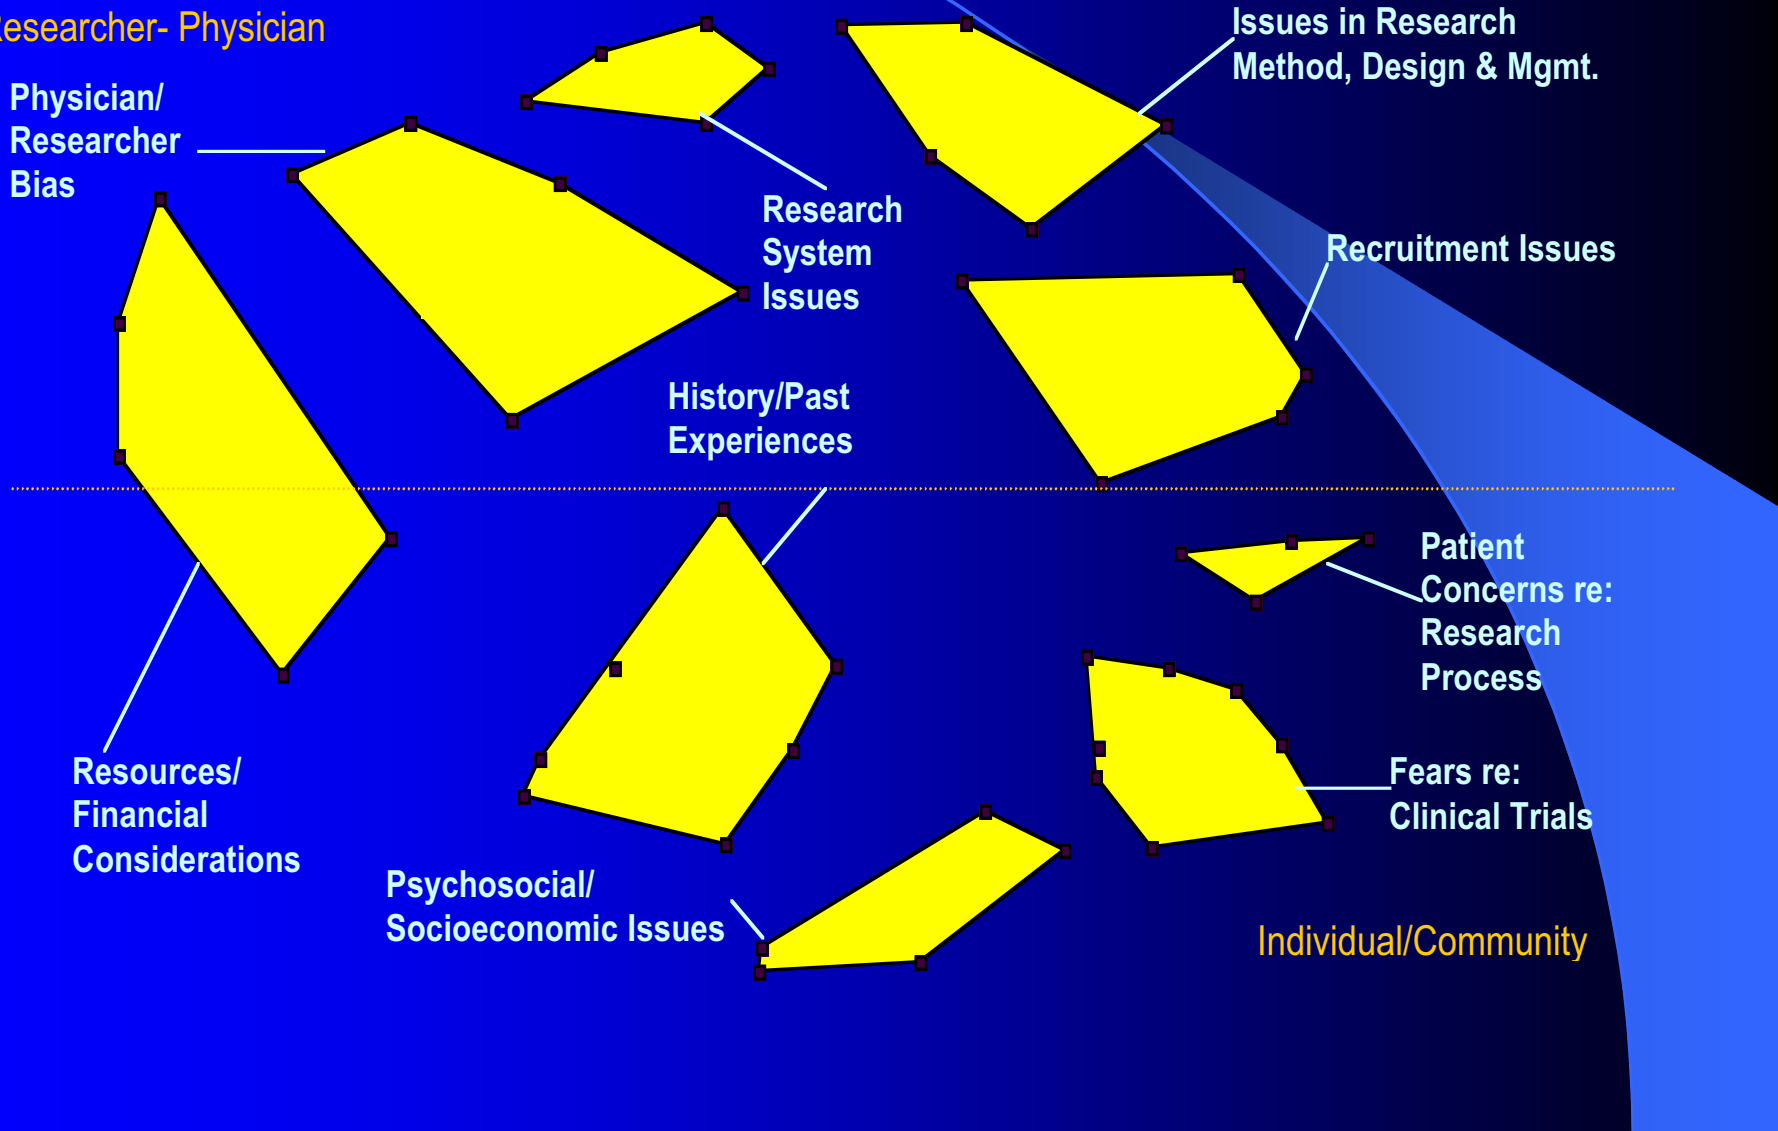 Researcher- Physician
Issues in Research
Method, Design & Mgmt.
Physician/
Researcher
Bias
Research
System
Issues
Recruitment Issues
History/Past
Experiences
Patient
Concerns re:
Research
Process
Resources/
Financial
Considerations
Fears re:
Clinical Trials
Psychosocial/
Socioeconomic Issues
Individual/Community